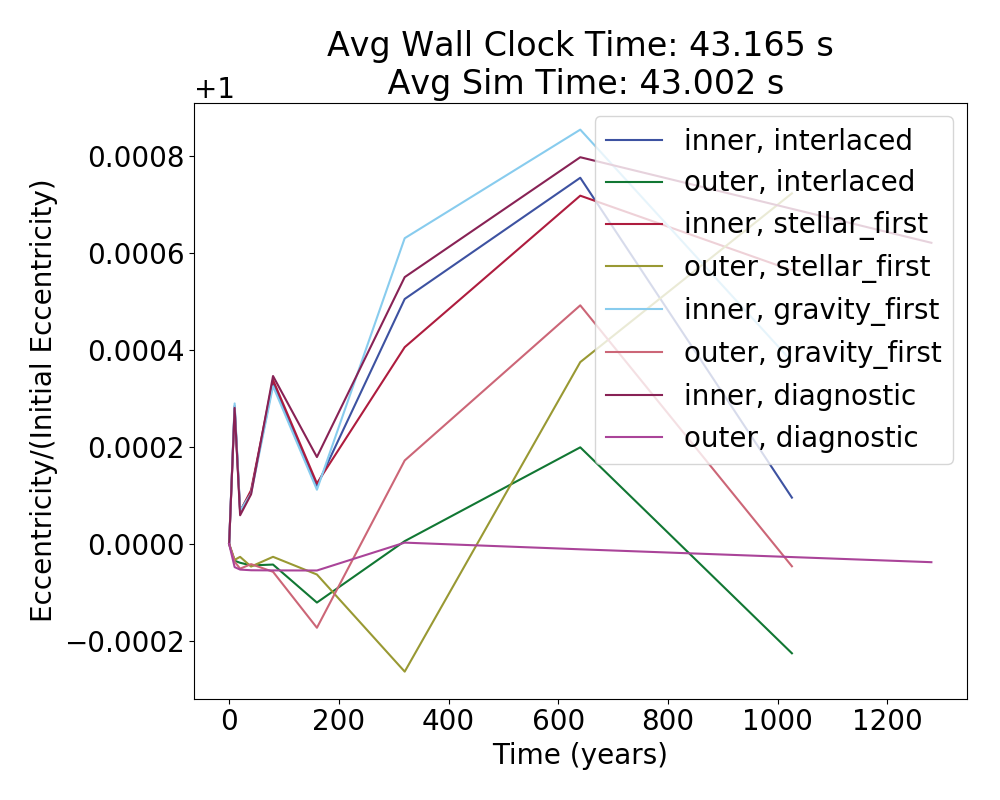 Avg Wall Clock Time: 43.165 s
Avg Sim Time: 43.002 s
+1
0.0008
0.0006
0.0004
0.0002
0.0000
−0.0002
Eccentricity/(Initial Eccentricity)
inner, interlaced
outer, interlaced
inner, stellar_first
outer, stellar_first
inner, gravity_first
outer, gravity_first
inner, diagnostic
outer, diagnostic
0 200 400 600 800 1000 1200
Time (years)